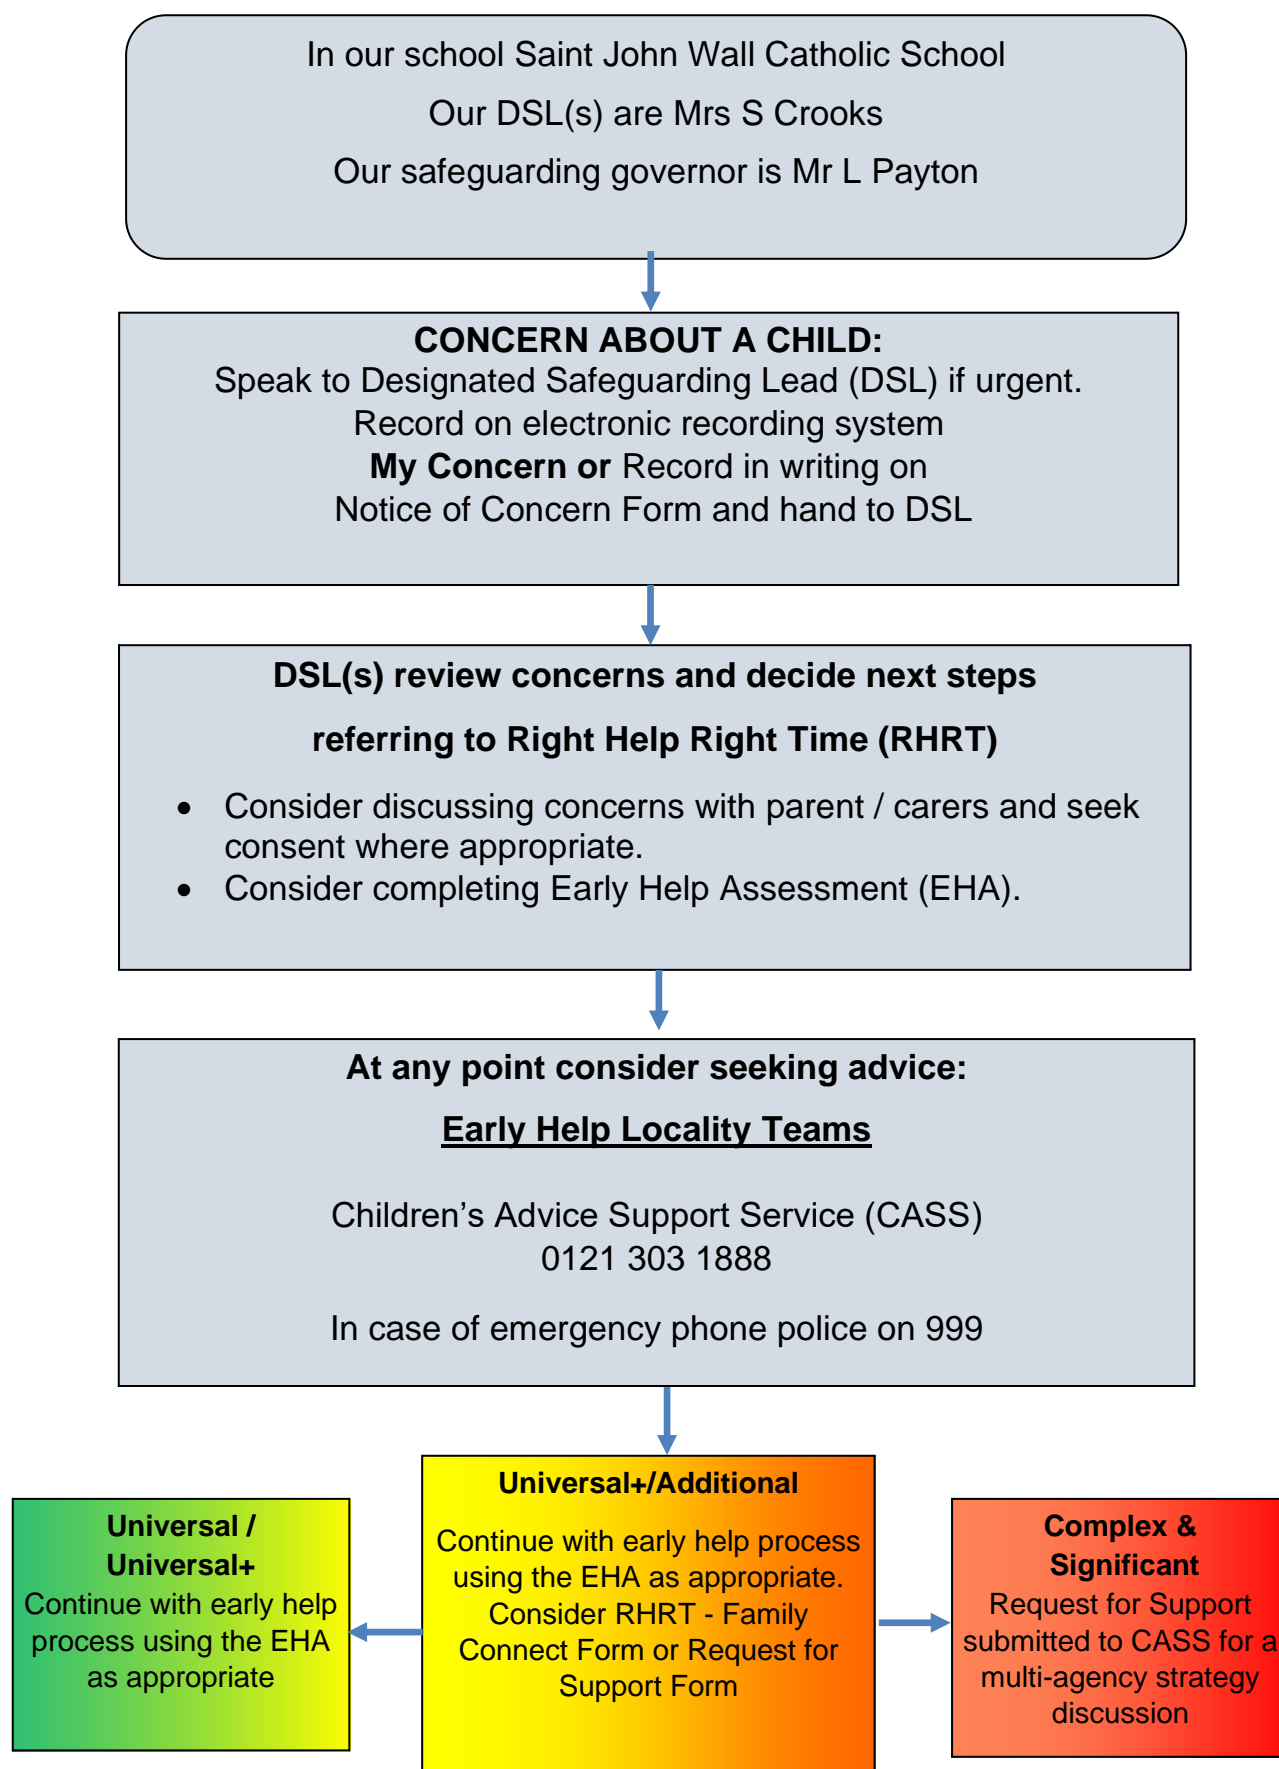 In our school Saint John Wall Catholic School
Our DSL(s) are Mrs S Crooks
Our safeguarding governor is Mr L Payton
CONCERN ABOUT A CHILD:
Speak to Designated Safeguarding Lead (DSL) if urgent.
Record on electronic recording system
My Concern or Record in writing on
Notice of Concern Form and hand to DSL
DSL(s) review concerns and decide next steps
referring to Right Help Right Time (RHRT)
• Consider discussing concerns with parent / carers and seek
consent where appropriate.
• Consider completing Early Help Assessment (EHA).
At any point consider seeking advice:
Early Help Locality Teams
Children’s Advice Support Service (CASS)
0121 303 1888
In case of emergency phone police on 999
Universal /
Universal+
Continue with early help
process using the EHA
as appropriate
Universal+/Additional
Continue with early help process
using the EHA as appropriate.
Consider RHRT - Family
Connect Form or Request for
Support Form
Complex &
Significant
Request for Support
submitted to CASS for a
multi-agency strategy
discussion